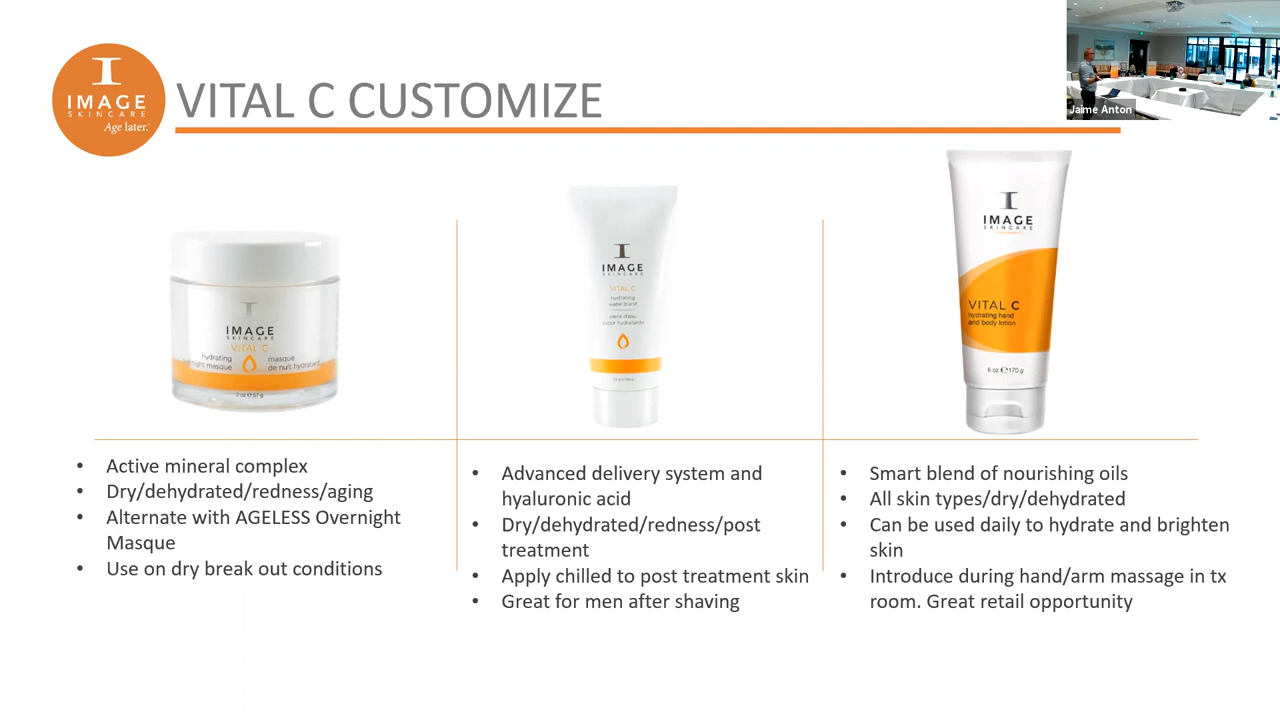 IMAGE
SKINCARE
Age later.
VITAL C CUSTOMIZE
Jaime Anton
IMAGE
SKINCARE
VITAL C
hydrating
overnight masque
masque
de nuit hydratant
2 oz e 57 g
IMAGE
SKINCARE
VITAL C
hydrating
water burst
IMAGE
SKINCARE
VITAL C
hydrating hand
and body lotion
6 oz e 170 g
• Active mineral complex
• Dry/dehydrated/redness/aging
• Alternate with AGELESS Overnight
Masque
• Use on dry break out conditions
• Advanced delivery system and
hyaluronic acid
• Dry/dehydrated/redness/post
treatment
• Apply chilled to post treatment skin
• Great for men after shaving
• Smart blend of nourishing oils
• All skin types/dry/dehydrated
• Can be used daily to hydrate and brighten
skin
• Introduce during hand/arm massage in tx
room. Great retail opportunity